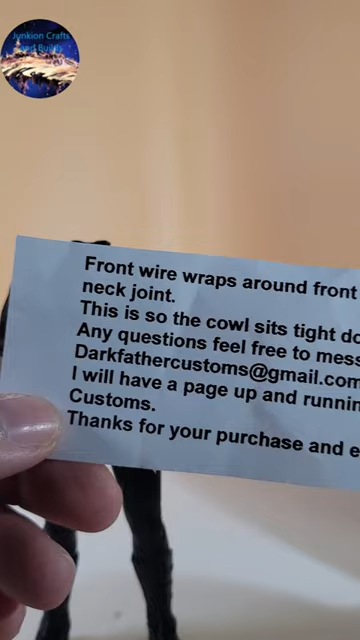 Junkion Crafts
and Builds
Front wire wraps around front
neck joint.
This is so the cowl sits tight do
Any questions feel free to mess
Darkfathercustoms@gmail.com
I will have a page up and runnin
Customs.
Thanks for your purchase and e